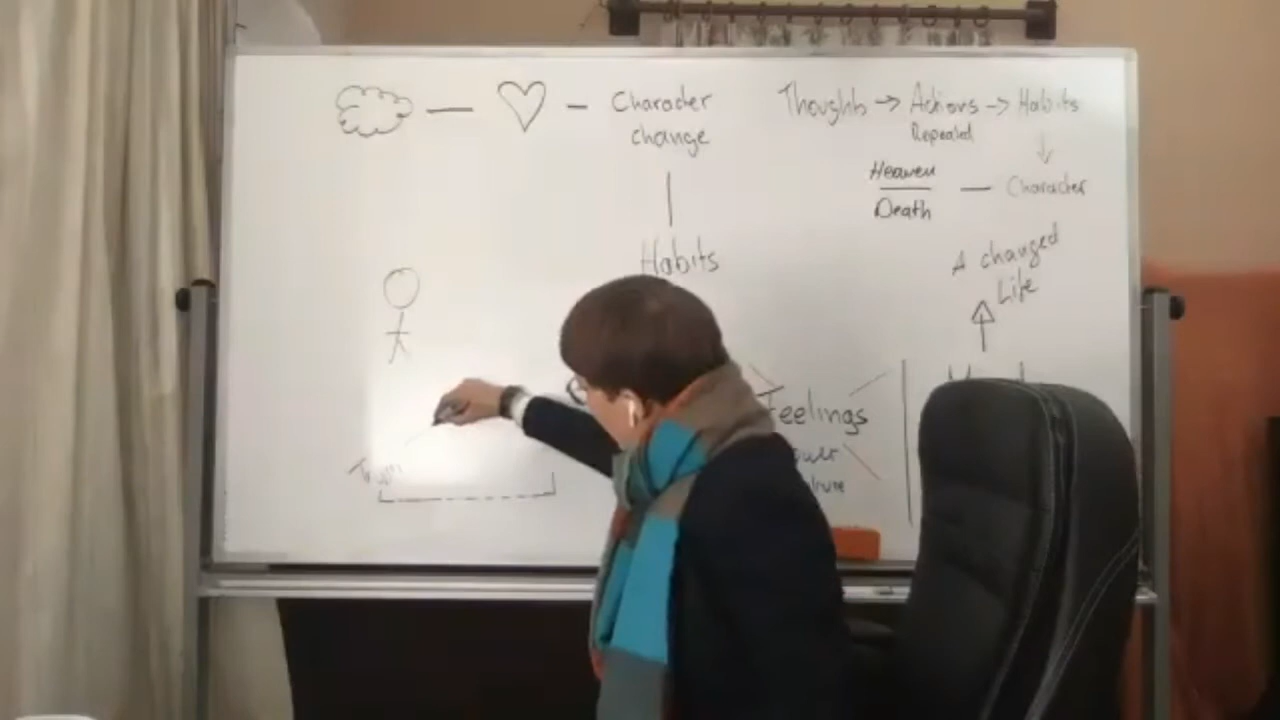 Character
change
Habits
Thoughts → Actions → Habits
Repeated
Heaven
Death
— Character
A changed
Life
Feelings